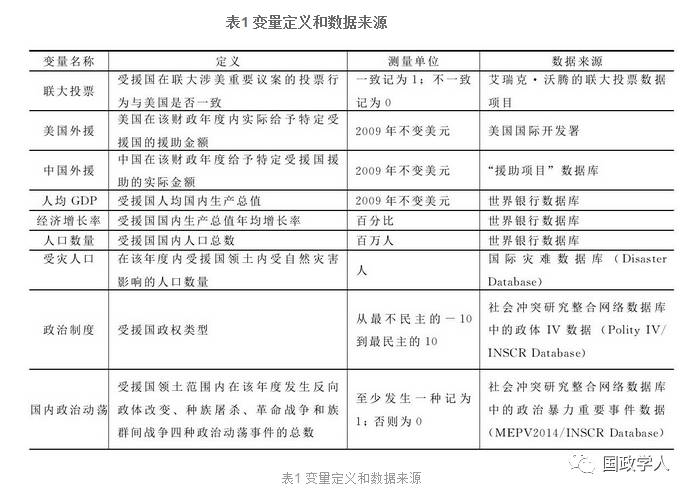 表1 变量定义和数据来源
变量名称 定义 测量单位 数据来源
联大投票 受援国在联大涉美重要议案的投票行 一致记为 1；不一致 艾瑞克·沃腾的联大投票数据
为与美国是否一致 记为 0 项目
美国外援 美国在该财政年度内实际给予特定受 2009 年不变美元 美国国际开发署
援国的援助金额
中国外援 中国在该财政年度给予特定受援国援 2009 年不变美元 “援助项目”数据库
助的实际金额
人均 GDP 受援国人均国内生产总值 2009 年不变美元 世界银行数据库
经济增长率 受援国国内生产总值年均增长率 百分比 世界银行数据库
人口数量 受援国国内人口总数 百万人 世界银行数据库
受灾人口 在该年度内受援国领土内受自然灾害 人 国际灾难数据库（Disaster
影响的人口数量 Database）
政治制度 受援国政权类型 从最不民主的－10 社会冲突研究整合网络数据库
到最民主的 10 中的政体 IV 数据（Polity IV/
INSCR Database）
国内政治动荡 受援国领土范围内在该年度发生反向 至少发生一种记为 社会冲突研究整合网络数据库
政体改变、种族屠杀、革命战争和族 1；否则为 0 中的政治暴力重要事件数据
群间战争四种政治动荡事件的总数 （MEPV2014/INSCR Database）
国政学人
表1 变量定义和数据来源